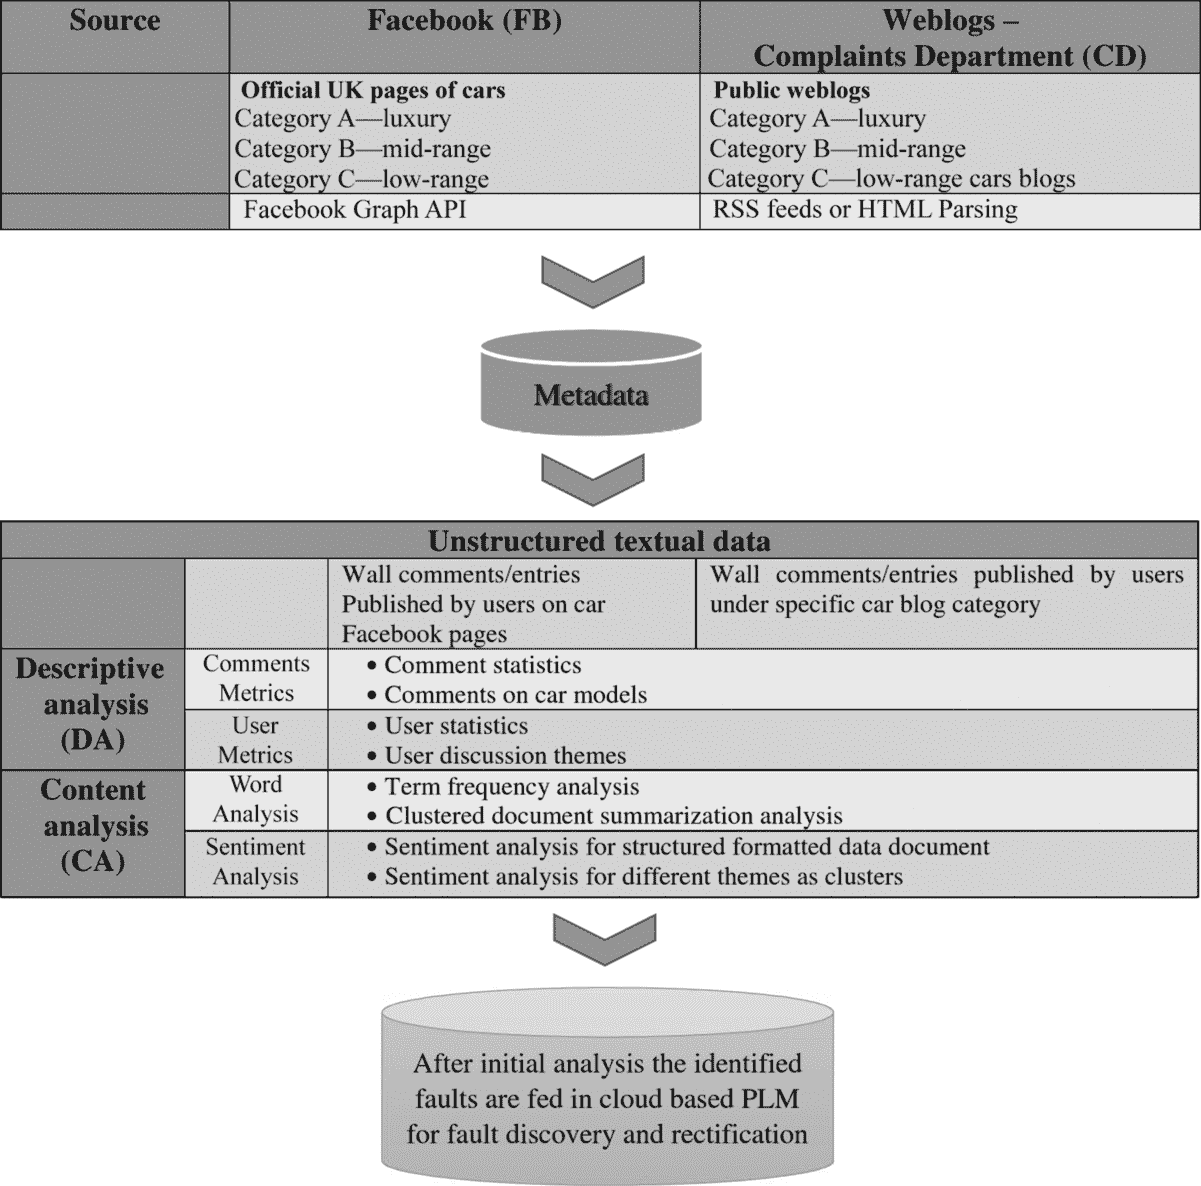 Source
Facebook (FB)
Weblogs –
Complaints Department (CD)
Official UK pages of cars
Category A—luxury
Category B—mid-range
Category C—low-range
Public weblogs
Category A—luxury
Category B—mid-range
Category C—low-range cars blogs
Facebook Graph API
RSS feeds or HTML Parsing
Metadata
Unstructured textual data
Wall comments/entries
Published by users on car
Facebook pages
Wall comments/entries published by users
under specific car blog category
Descriptive
analysis
(DA)
Comments
Metrics
• Comment statistics
• Comments on car models
User
Metrics
• User statistics
• User discussion themes
Content
analysis
(CA)
Word
Analysis
• Term frequency analysis
• Clustered document summarization analysis
Sentiment
Analysis
• Sentiment analysis for structured formatted data document
• Sentiment analysis for different themes as clusters
After initial analysis the identified
faults are fed in cloud based PLM
for fault discovery and rectification